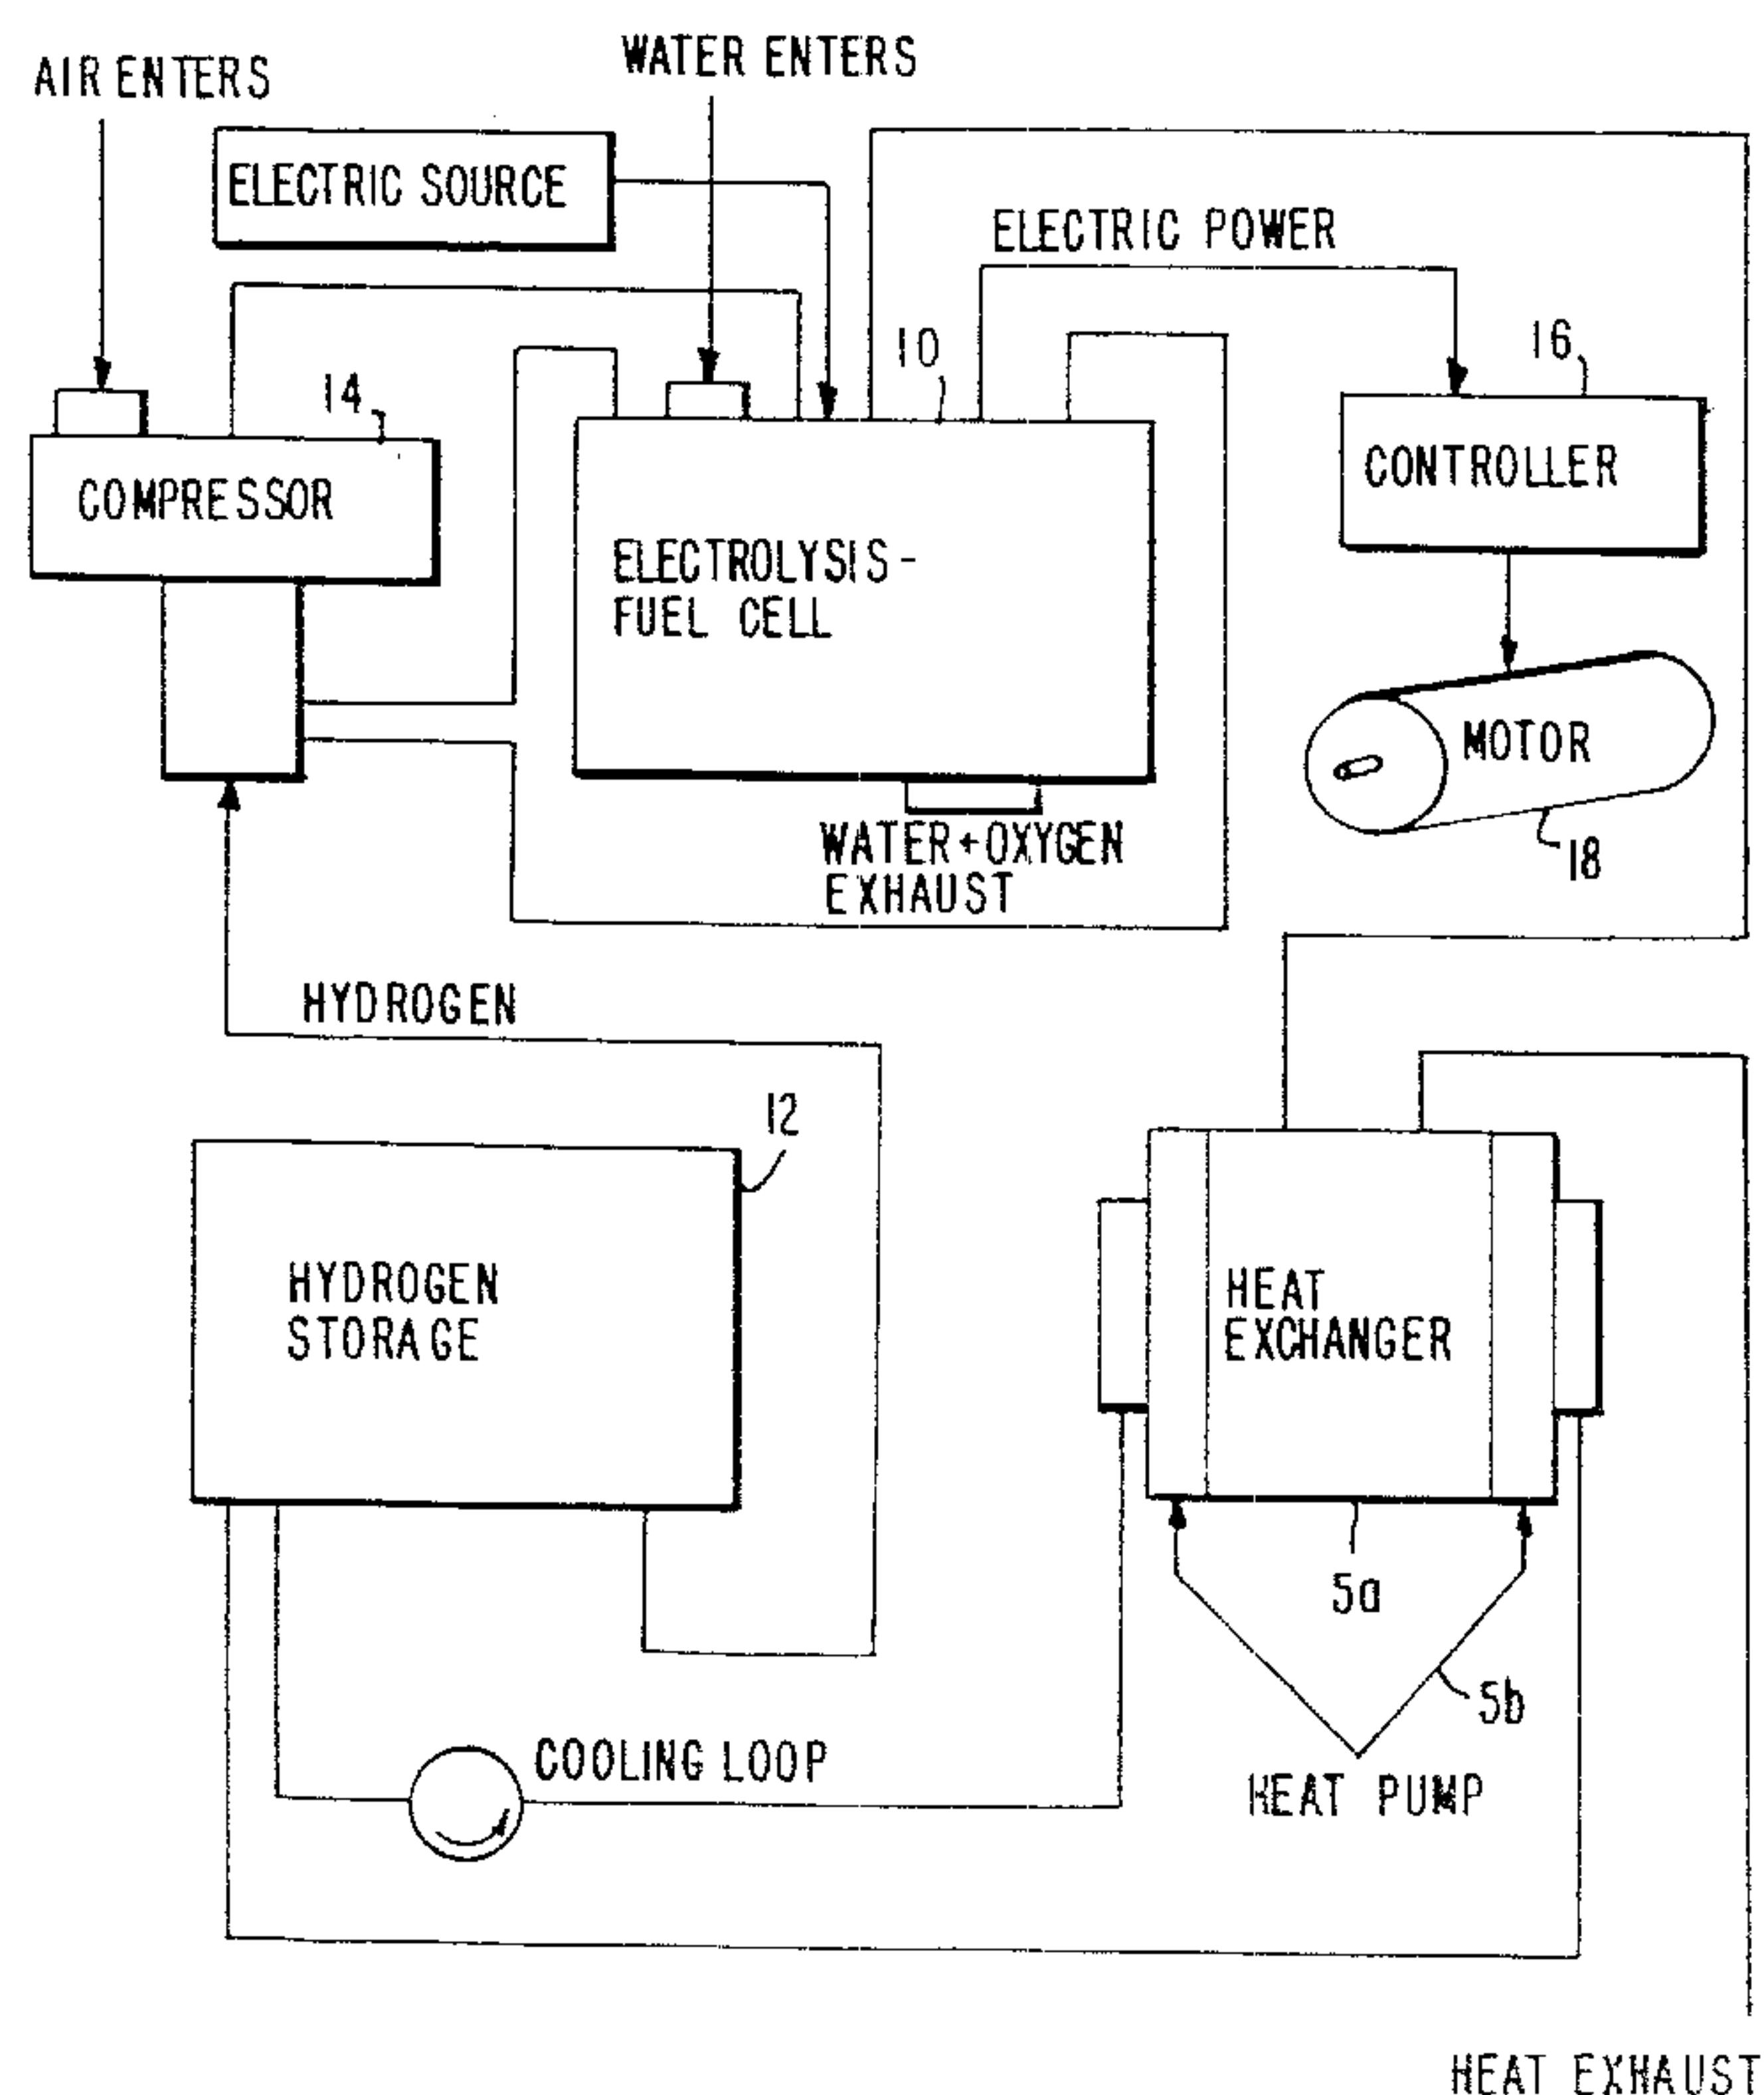 AIR ENTERS
WATER ENTERS
ELECTRIC SOURCE
ELECTRIC POWER
10
16
14
COMPRESSOR
CONTROLLER
ELECTROLYSIS-
FUEL CELL
MOTOR
18
WATER+OXYGEN
EXHAUST
HYDROGEN
12
HYDROGEN
STORAGE
HEAT
EXCHANGER
5a
5b
COOLING LOOP
HEAT PUMP
HEAT EXHAUST